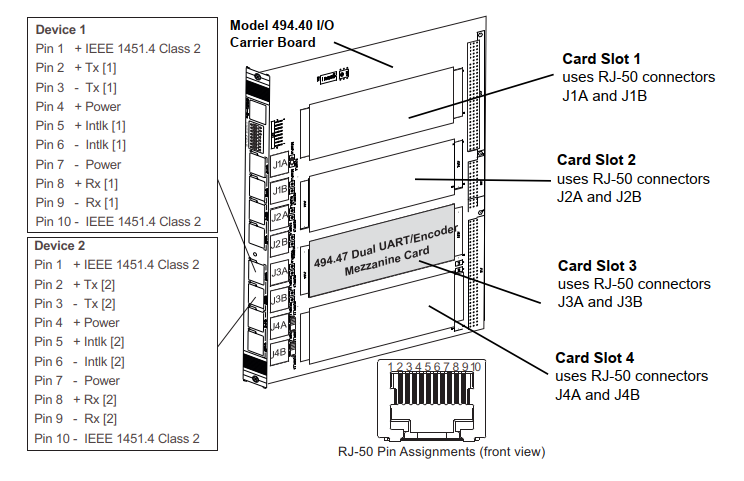 Device 1
Pin 1 + IEEE 1451.4 Class 2
Pin 2 + Tx [1]
Pin 3 - Tx [1]
Pin 4 + Power
Pin 5 + Intlk [1]
Pin 6 - Intlk [1]
Pin 7 - Power
Pin 8 + Rx [1]
Pin 9 - Rx [1]
Pin 10 - IEEE 1451.4 Class 2
Device 2
Pin 1 + IEEE 1451.4 Class 2
Pin 2 + Tx [2]
Pin 3 - Tx [2]
Pin 4 + Power
Pin 5 + Intlk [2]
Pin 6 - Intlk [2]
Pin 7 - Power
Pin 8 + Rx [2]
Pin 9 - Rx [2]
Pin 10 - IEEE 1451.4 Class 2
Model 494.40 I/O
Carrier Board
J1A
J1B
J2A
J2B
J3A
J3B
J4A
J4B
494.47 Dual UART/Encoder
Mezzanine Card
Card Slot 1
uses RJ-50 connectors
J1A and J1B
Card Slot 2
uses RJ-50 connectors
J2A and J2B
Card Slot 3
uses RJ-50 connectors
J3A and J3B
Card Slot 4
uses RJ-50 connectors
J4A and J4B
1 2 3 4 5 6 7 8 9 10
RJ-50 Pin Assignments (front view)